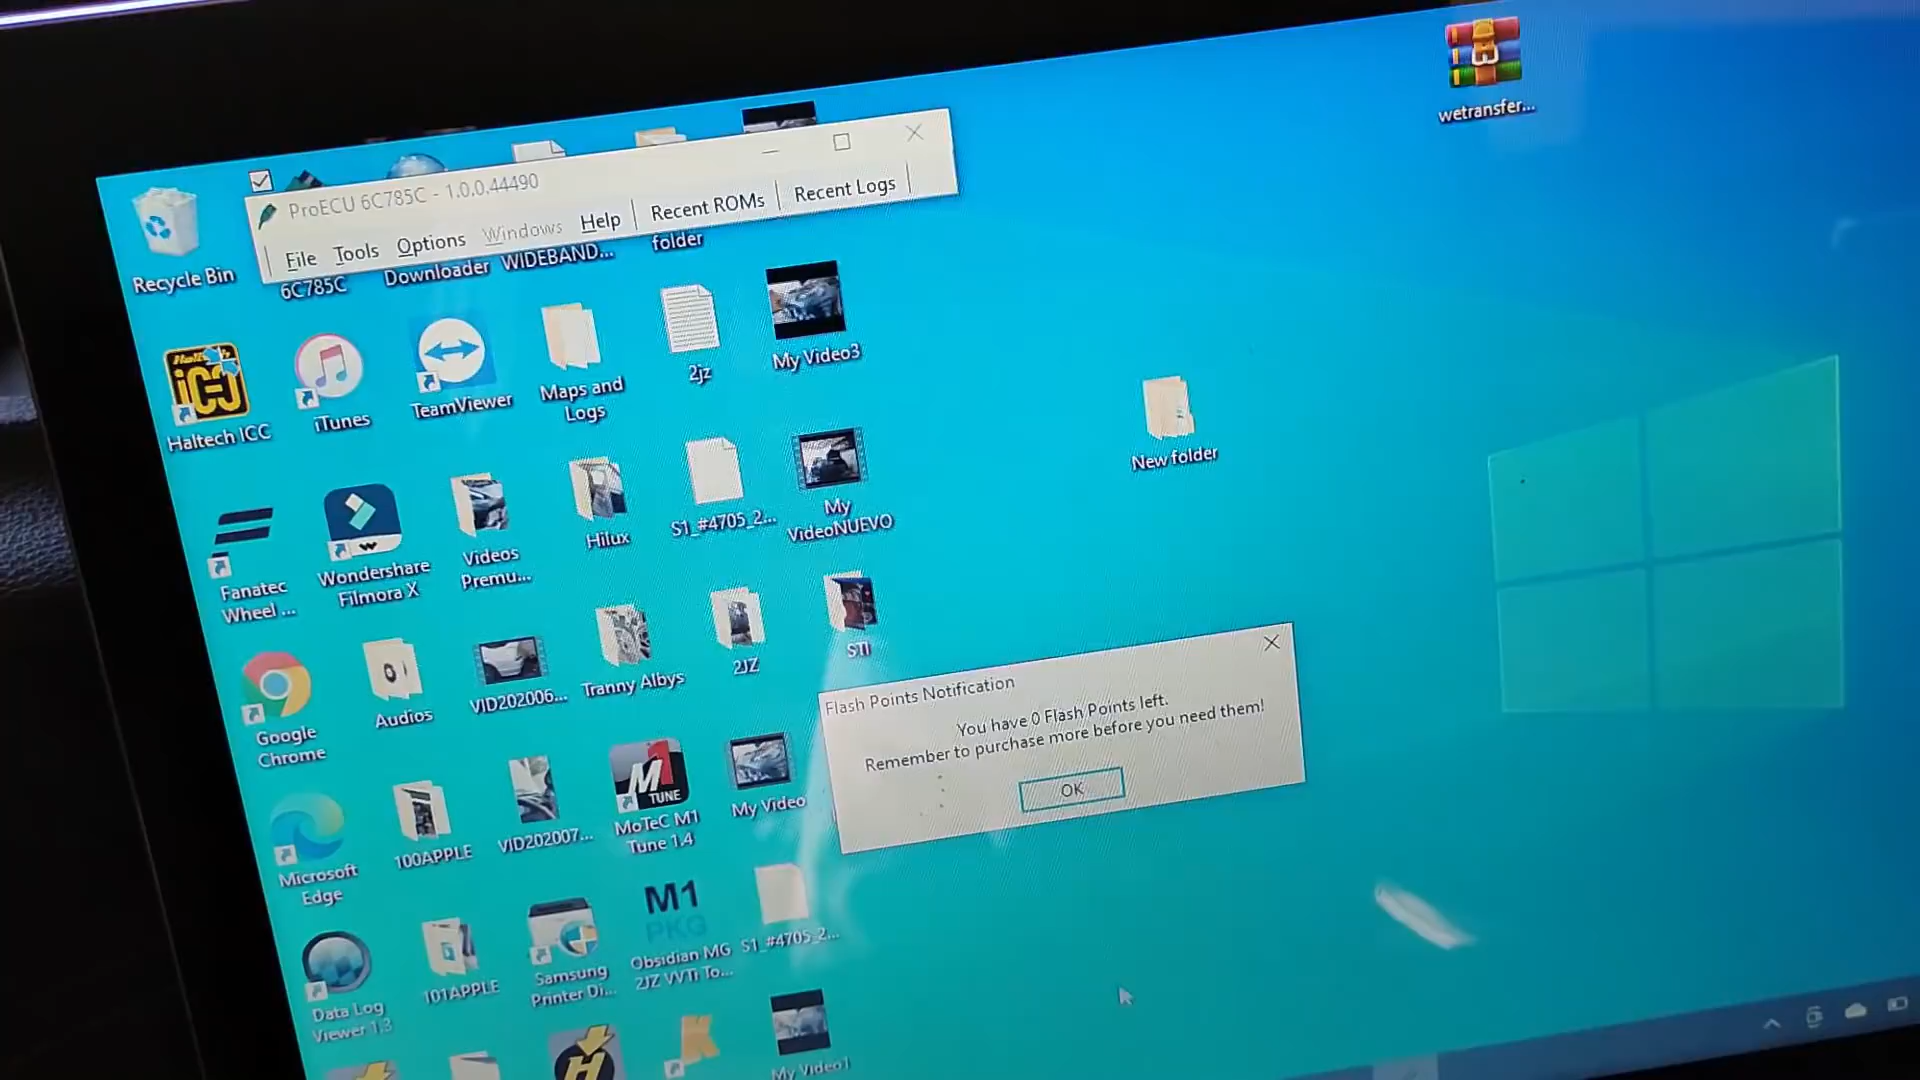 wetransfer...
ProECU 6C785C - 1.0.0.44490
File Tools Options Windows Help Recent ROMs Recent Logs
Recycle Bin
6C785C
Downloader
WIDEBAND...
folder
Haltech ICC
iTunes
TeamViewer
Maps and
Logs
2jz
My Video3
New folder
Fanatec
Wheel ...
Wondershare
Filmora X
Videos
Premu...
Hilux
S1_#4705_2...
My
VideoNUEVO
Google
Chrome
Audios
VID202006...
Tranny Albys
2JZ
STI
Flash Points Notification
You have 0 Flash Points left.
Remember to purchase more before you need them!
OK
Microsoft
Edge
100APPLE
VID202007...
M1
TUNE
MoTeC M1
Tune 1.4
My Video
Data Log
Viewer 1.3
101APPLE
Samsung
Printer Di...
M1
PKG
Obsidian MG
2JZ VVTi To...
S1_#4705_2...
My Video1